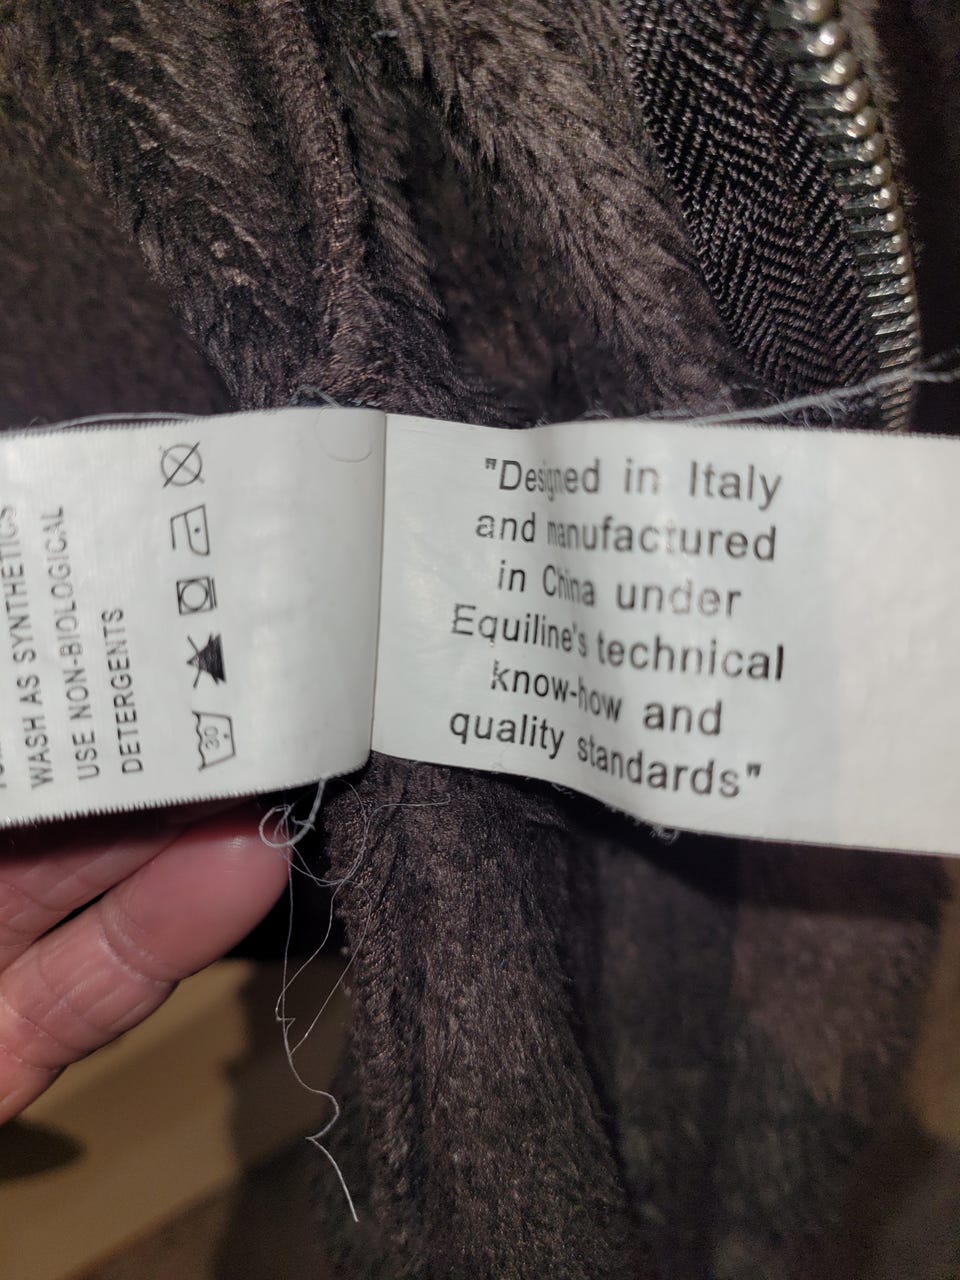 WASH AS SYNTHETICS
USE NON-BIOLOGICAL
DETERGENTS
30
"Designed in Italy
and manufactured
in China under
Equiline's technical
know-how and
quality standards"